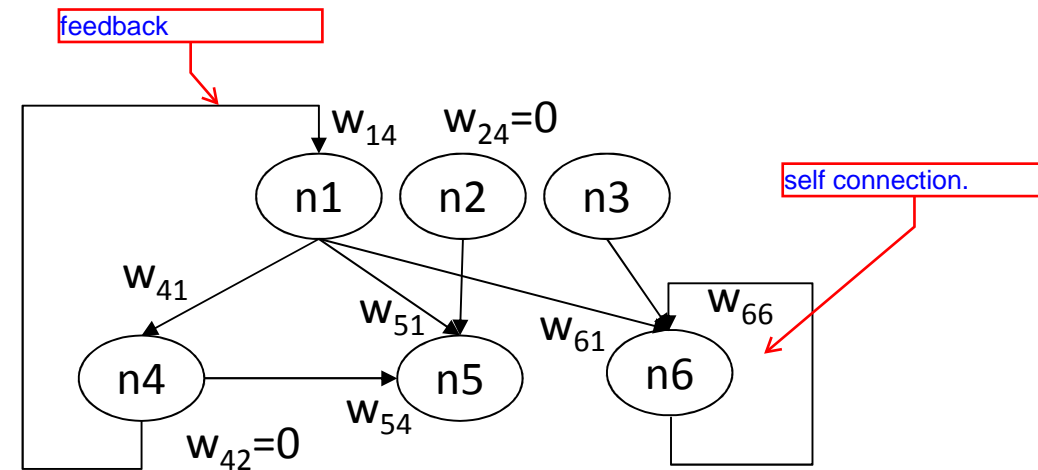 feedback
w₁₄
w₂₄=0
n1
n2
n3
self connection.
w₄₁
w₅₁
w₆₁
w₆₆
n4
n5
n6
w₅₄
w₄₂=0